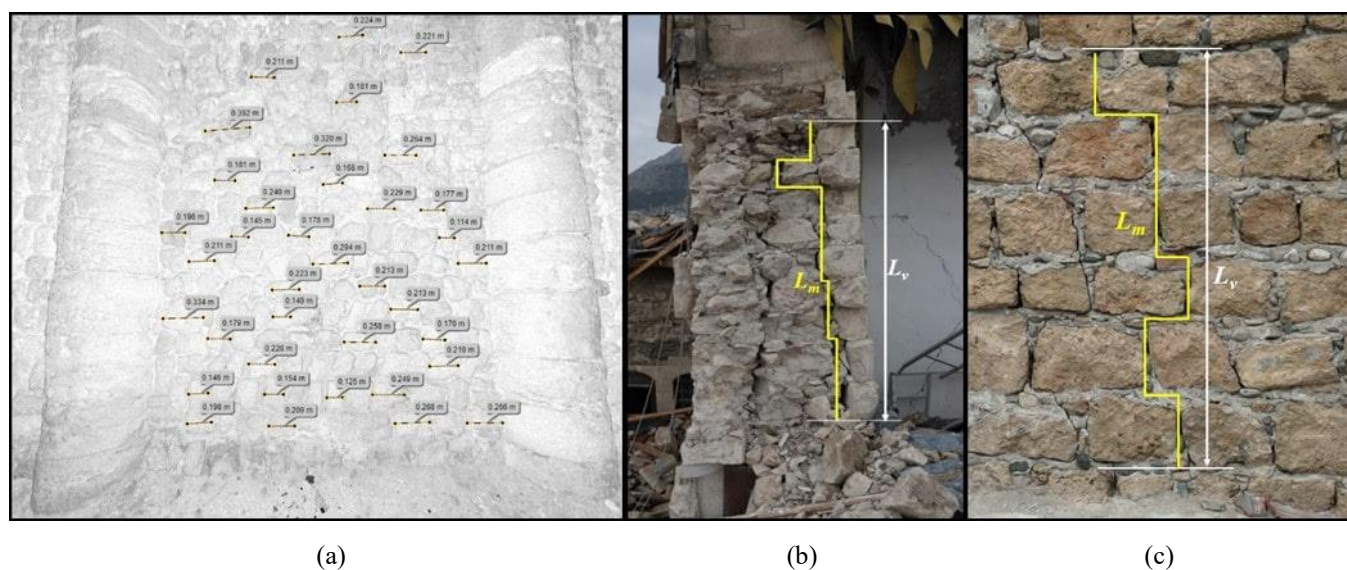 0.224 m
0.221 m
0.211 m
0.181 m
0.392 m
0.320 m
0.264 m
0.181 m
0.168 m
0.240 m
0.229 m
0.177 m
0.196 m
0.145 m
0.178 m
0.114 m
0.211 m
0.294 m
0.211 m
0.223 m
0.213 m
0.334 m
0.149 m
0.213 m
0.179 m
0.258 m
0.170 m
0.226 m
0.219 m
0.146 m
0.154 m
0.125 m
0.249 m
0.198 m
0.209 m
0.268 m
0.266 m
Lm
Lv
Lm
Lv
(a)
(b)
(c)